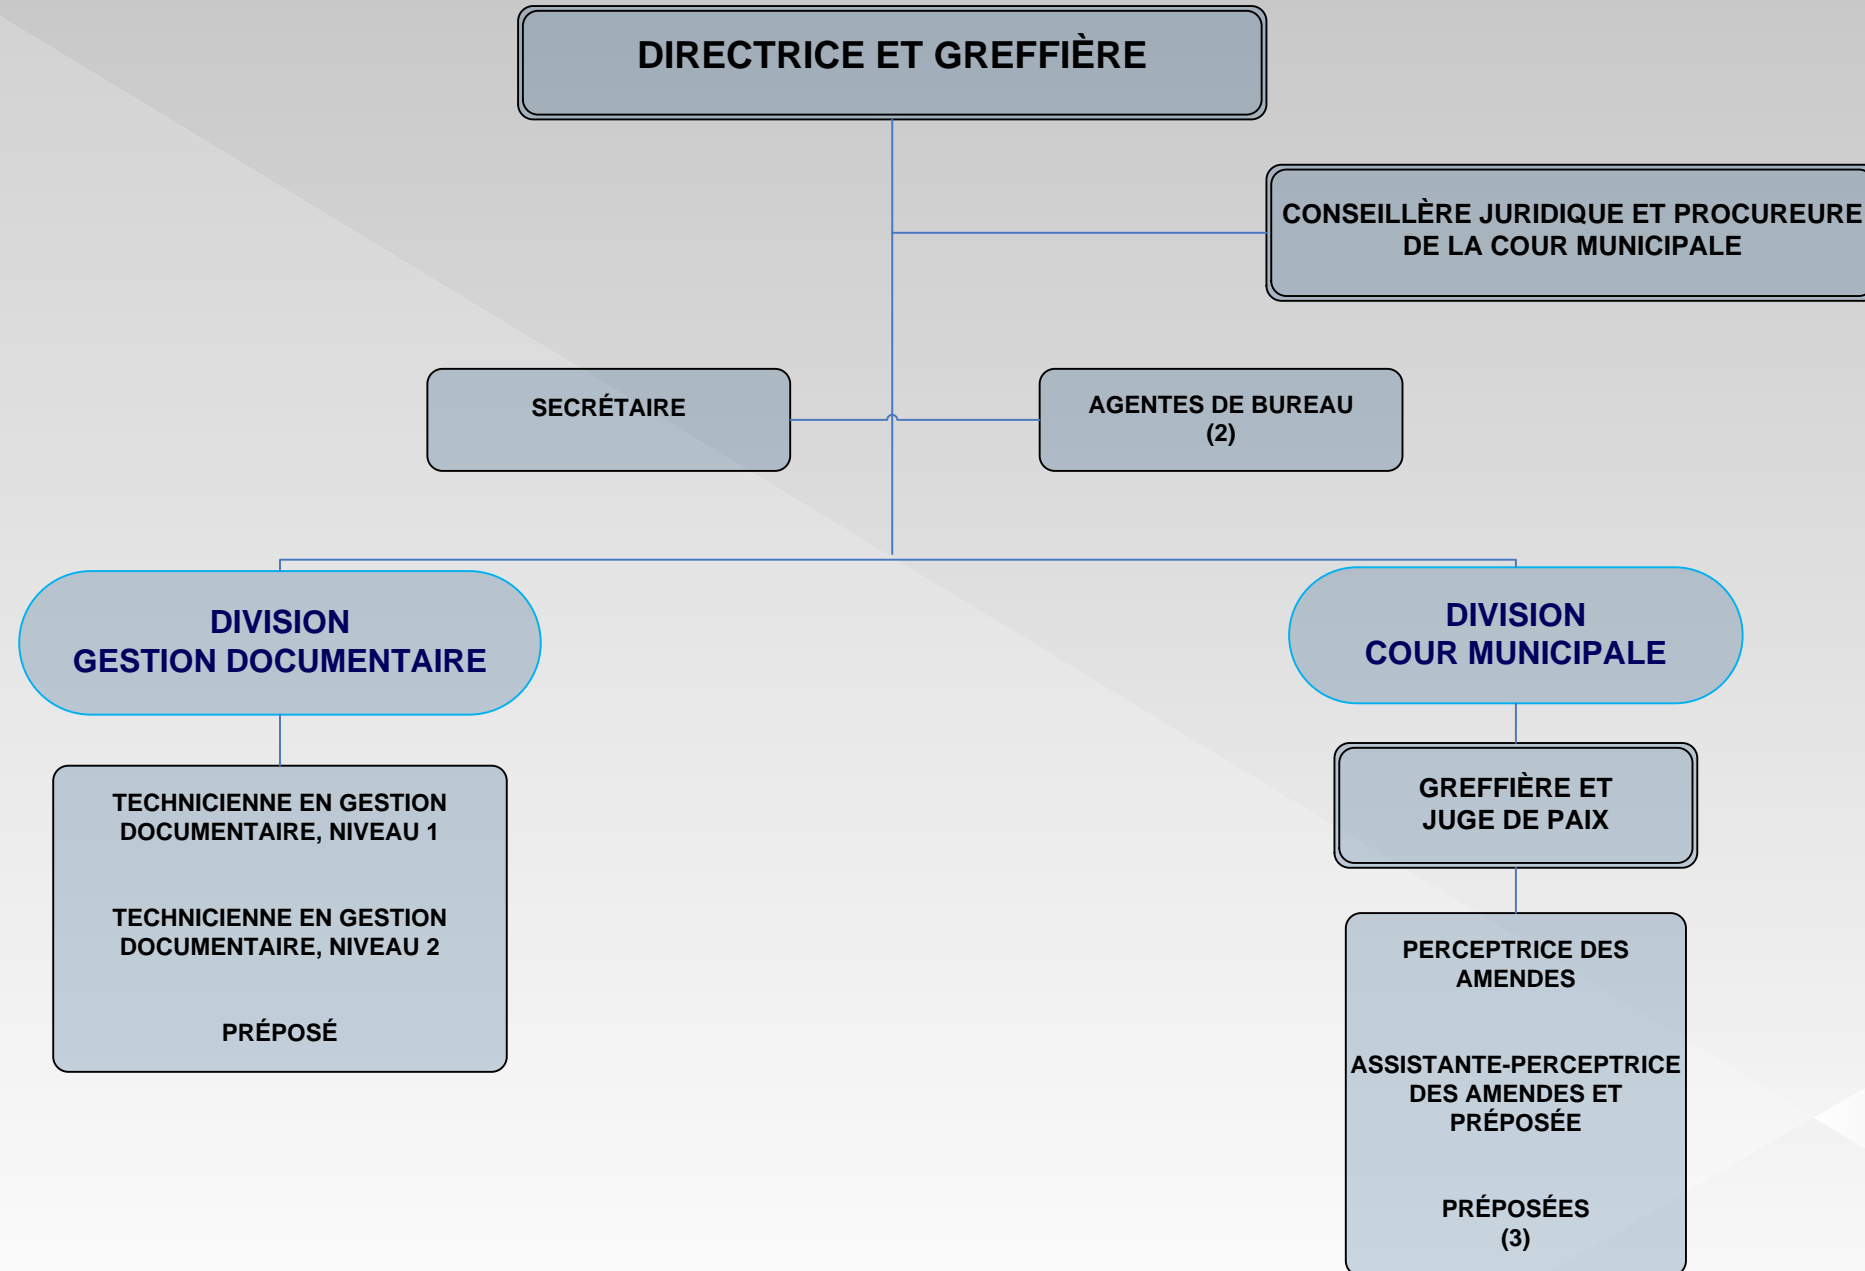 DIRECTRICE ET GREFFIÈRE
CONSEILLÈRE JURIDIQUE ET PROCUREURE
DE LA COUR MUNICIPALE
SECRÉTAIRE
AGENTES DE BUREAU
(2)
DIVISION
GESTION DOCUMENTAIRE
TECHNICIENNE EN GESTION
DOCUMENTAIRE, NIVEAU 1
TECHNICIENNE EN GESTION
DOCUMENTAIRE, NIVEAU 2
PRÉPOSÉ
DIVISION
COUR MUNICIPALE
GREFFIÈRE ET
JUGE DE PAIX
PERCEPTRICE DES
AMENDES
ASSISTANTE-PERCEPTRICE
DES AMENDES ET
PRÉPOSÉE
PRÉPOSÉES
(3)